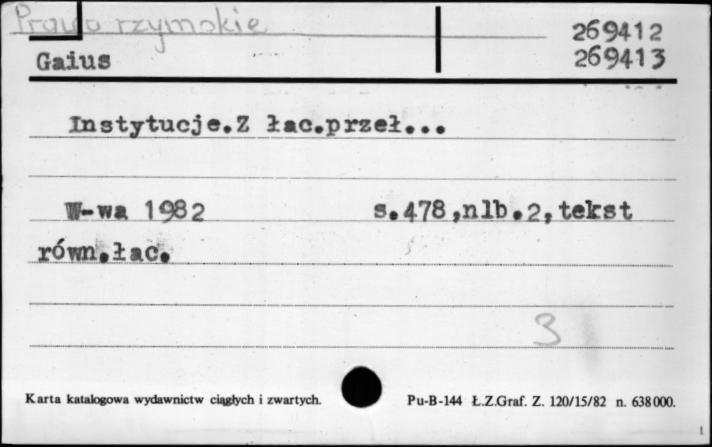 Prawo rzymskie
269412
Gaius 269413
Instytucje.Z łac.przeł...
W-wa 1982 s.478,nlb.2,tekst
równ.łac.
3
Karta katalogowa wydawnictw ciągłych i zwartych. Pu-B-144 Ł.Z.Graf. Z. 120/15/82 n. 638000.